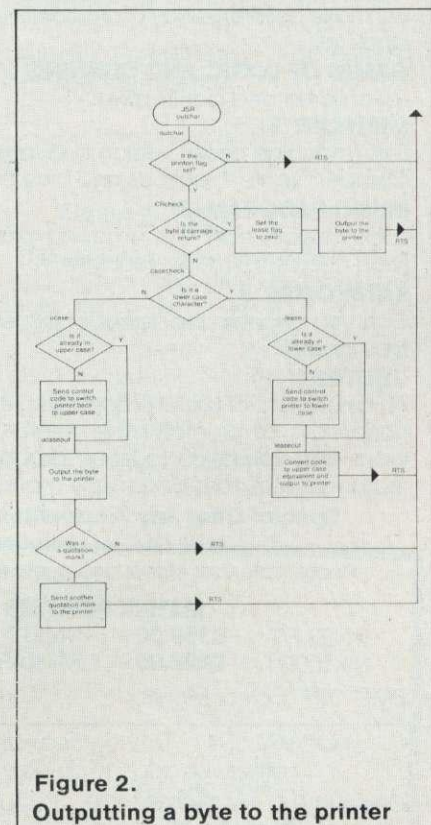 JSR
outchar
outchar
Is the
printon flag
set?
N
RTS
Y
CRcheck
Is the
byte a carriage
return?
Y
Set the
lcase flag
to zero
Output the
byte to the
printer
RTS
N
casecheck
Is it a
lower case
character?
N
Y
ucase
lcase
Is it
already in
upper case?
Y
N
Is it
already in
lower case?
Y
N
Send control
code to switch
printer back
to upper case
Send control
code to switch
printer to lower
case
ucaseout
lcaseout
Output the byte
to the printer
Convert code
to upper case
equivalent and
output to printer
RTS
Was it
a quotation
mark?
N
RTS
Y
Send another
quotation mark
to the printer
RTS
Figure 2.
Outputting a byte to the printer